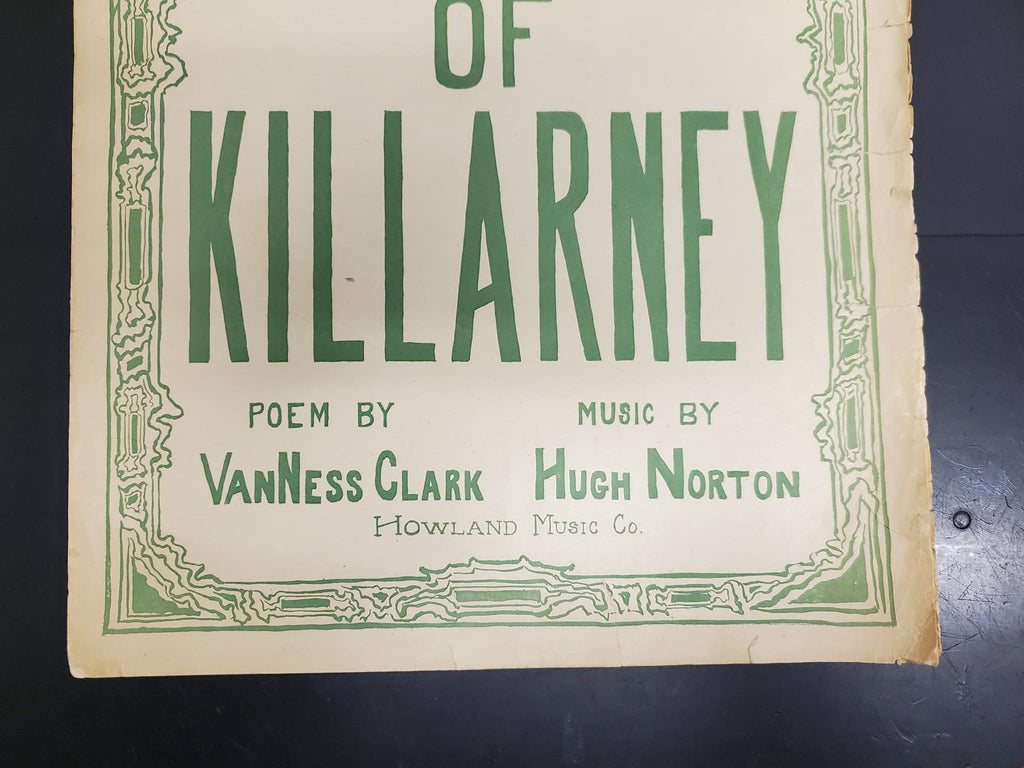 OF
KILLARNEY
POEM BY MUSIC BY
VANNESS CLARK HUGH NORTON
HOWLAND MUSIC CO.